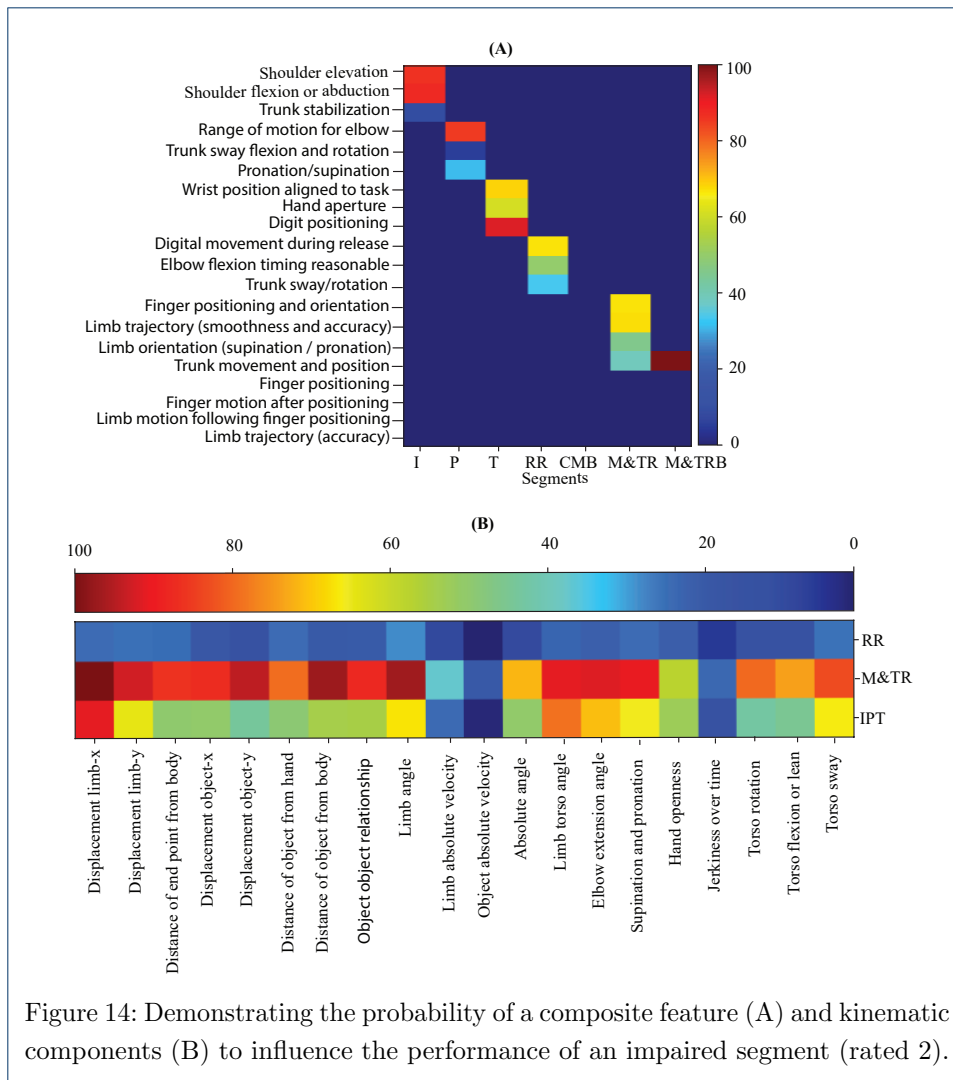 (A)
Shoulder elevation
Shoulder flexion or abduction
Trunk stabilization
Range of motion for elbow
Trunk sway flexion and rotation
Pronation/supination
Wrist position aligned to task
Hand aperture
Digit positioning
Digital movement during release
Elbow flexion timing reasonable
Trunk sway/rotation
Finger positioning and orientation
Limb trajectory (smoothness and accuracy)
Limb orientation (supination / pronation)
Trunk movement and position
Finger positioning
Finger motion after positioning
Limb motion following finger positioning
Limb trajectory (accuracy)
100
80
60
40
20
0
I P T RR CMB M&TR M&TRB
Segments
(B)
100 80 60 40 20 0
RR
M&TR
IPT
Displacement limb-x
Displacement limb-y
Distance of end point from body
Displacement object-x
Displacement object-y
Distance of object from hand
Distance of object from body
Object object relationship
Limb angle
Limb absolute velocity
Object absolute velocity
Absolute angle
Limb torso angle
Elbow extension angle
Supination and pronation
Hand openness
Jerkiness over time
Torso rotation
Torso flexion or lean
Torso sway
Figure 14: Demonstrating the probability of a composite feature (A) and kinematic
components (B) to influence the performance of an impaired segment (rated 2).